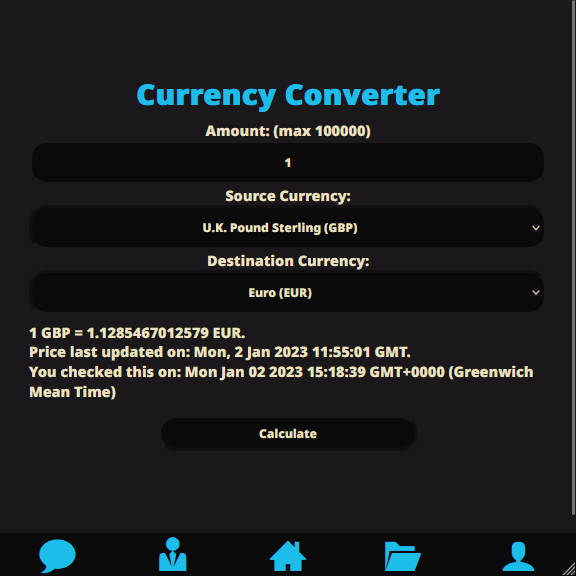 Currency Converter
Amount: (max 100000)
1
Source Currency:
U.K. Pound Sterling (GBP)
Destination Currency:
Euro (EUR)
1 GBP = 1.1285467012579 EUR.
Price last updated on: Mon, 2 Jan 2023 11:55:01 GMT.
You checked this on: Mon Jan 02 2023 15:18:39 GMT+0000 (Greenwich
Mean Time)
Calculate